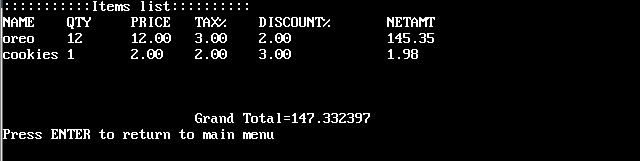 :::::::::::Items list::::::::::
NAME QTY PRICE TAX% DISCOUNT% NETAMT
oreo 12 12.00 3.00 2.00 145.35
cookies 1 2.00 2.00 3.00 1.98
Grand Total=147.332397
Press ENTER to return to main menu